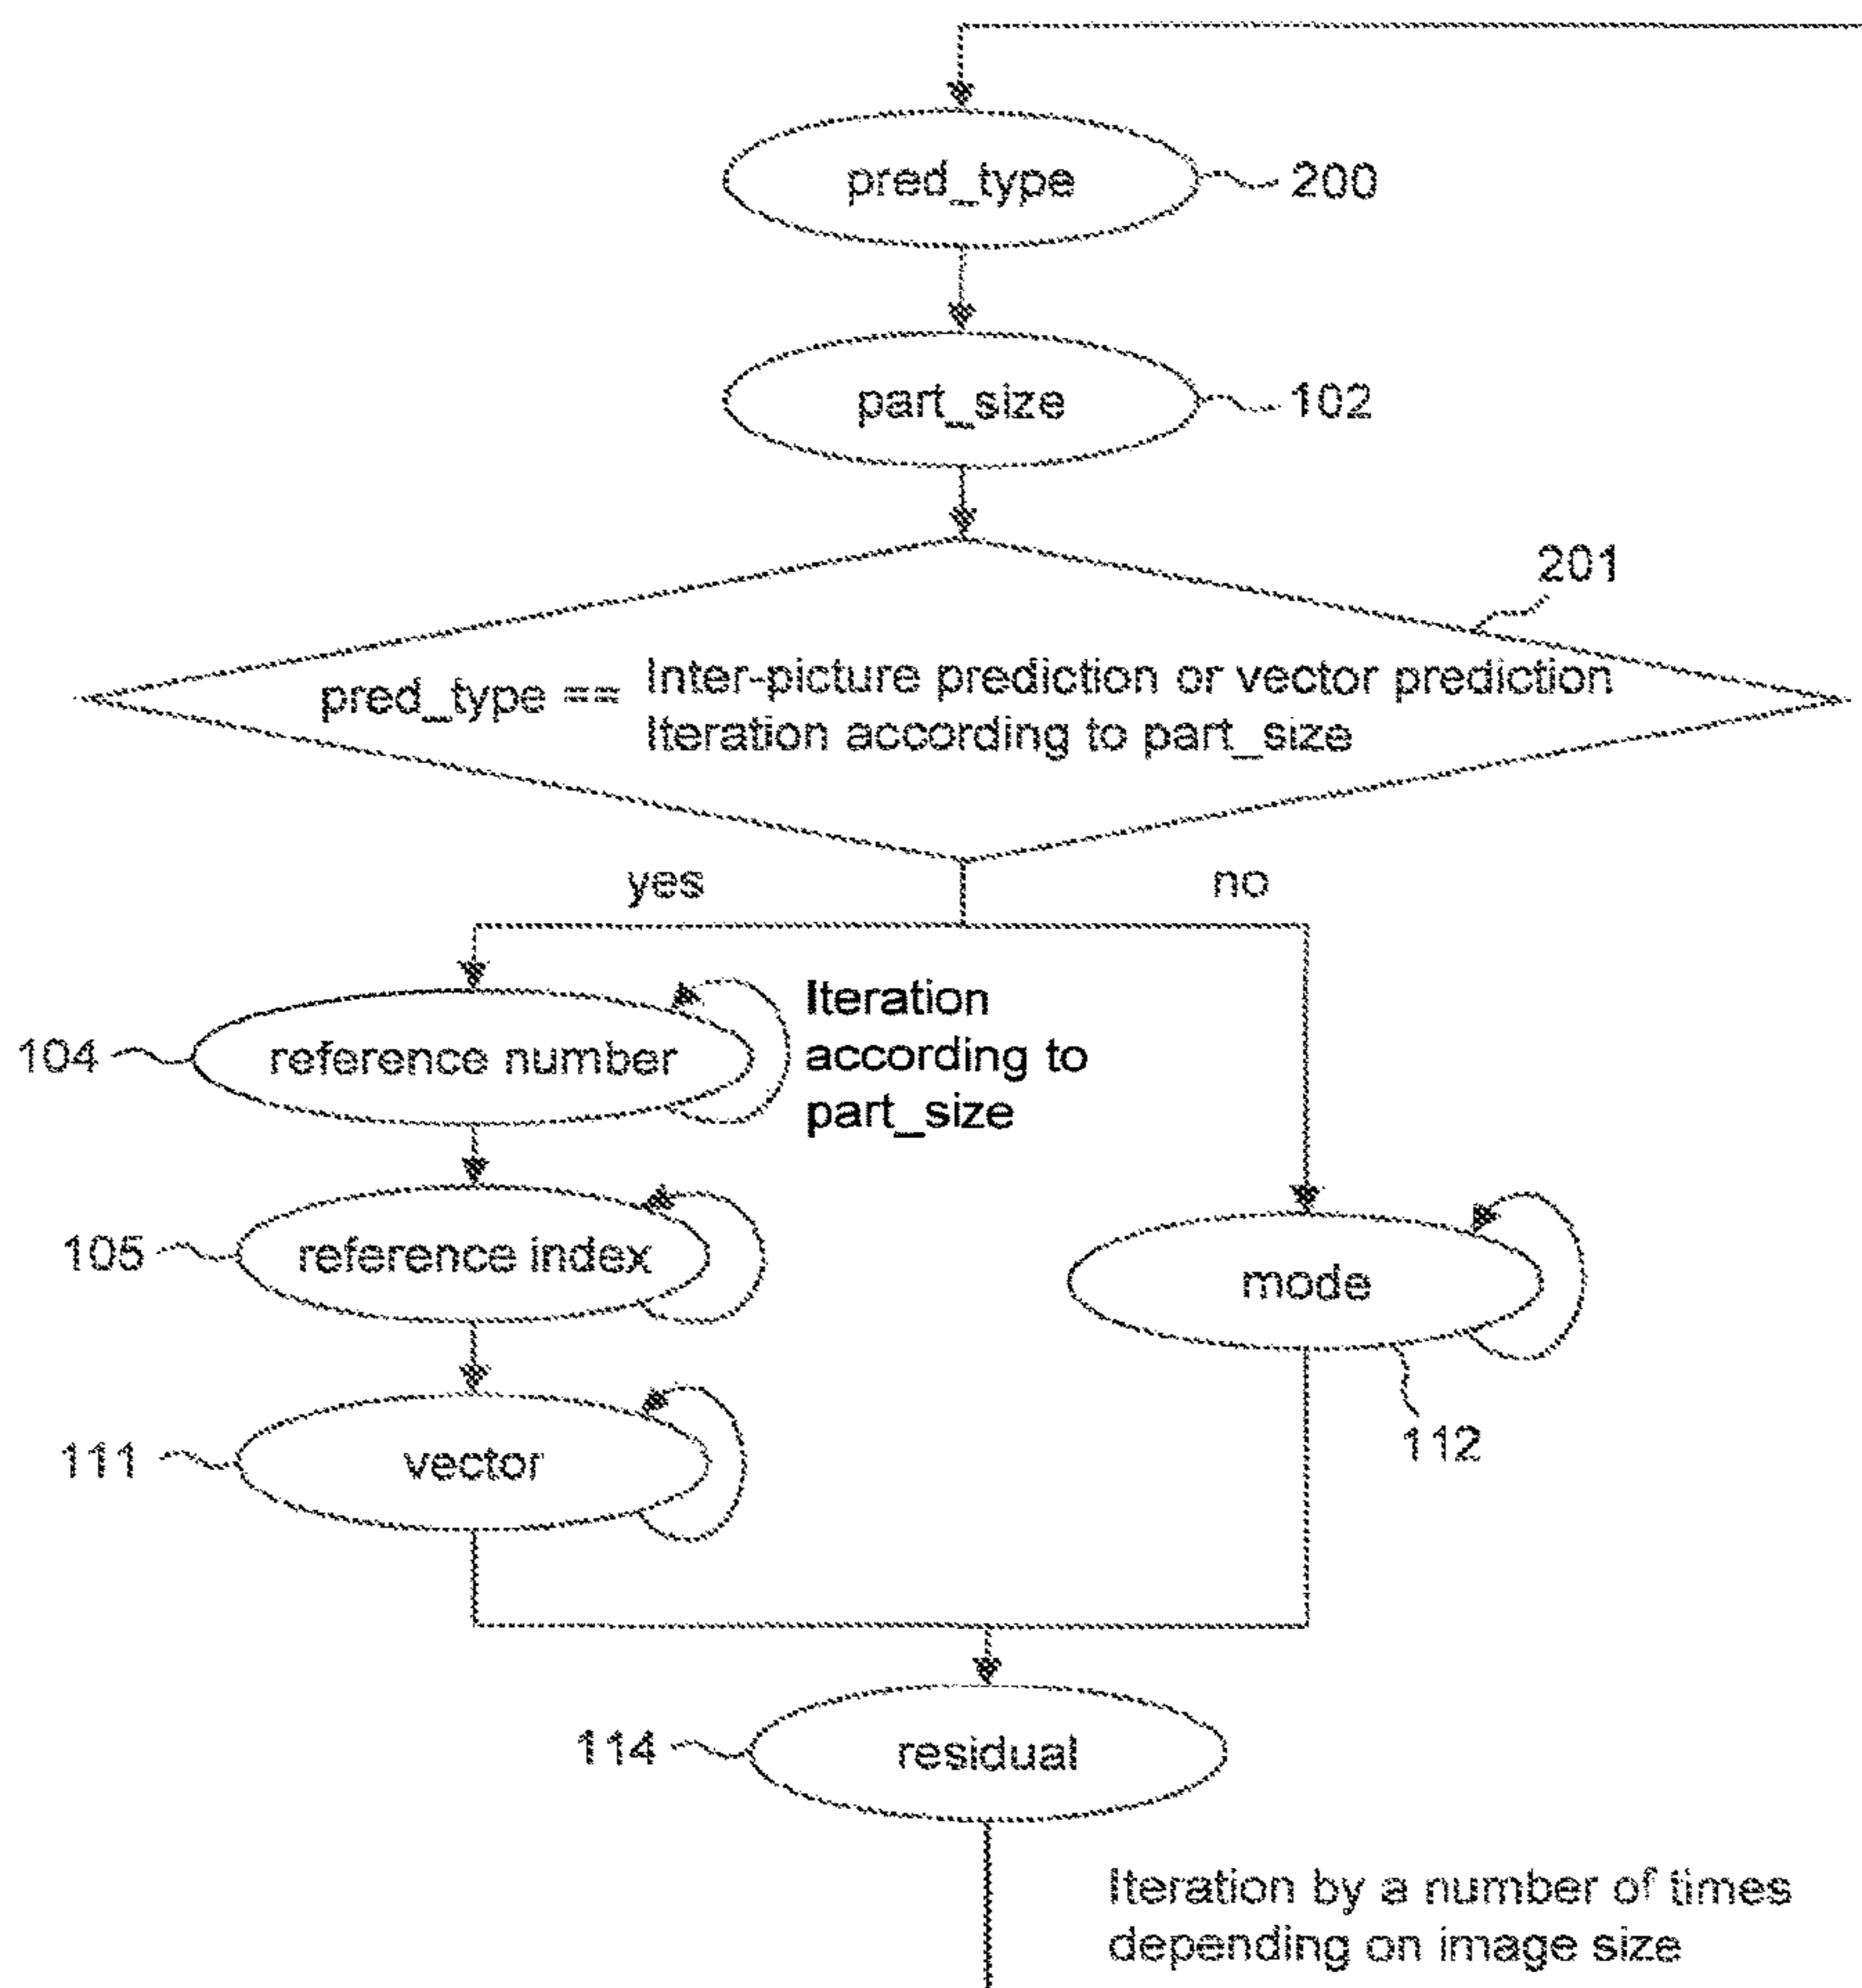 pred_type
200
part_size
102
201
pred_type ==
Inter-picture prediction or vector prediction
Iteration according to part_size
yes
no
104
reference number
Iteration
according to
part_size
105
reference index
mode
112
111
vector
114
residual
Iteration by a number of times
depending on image size